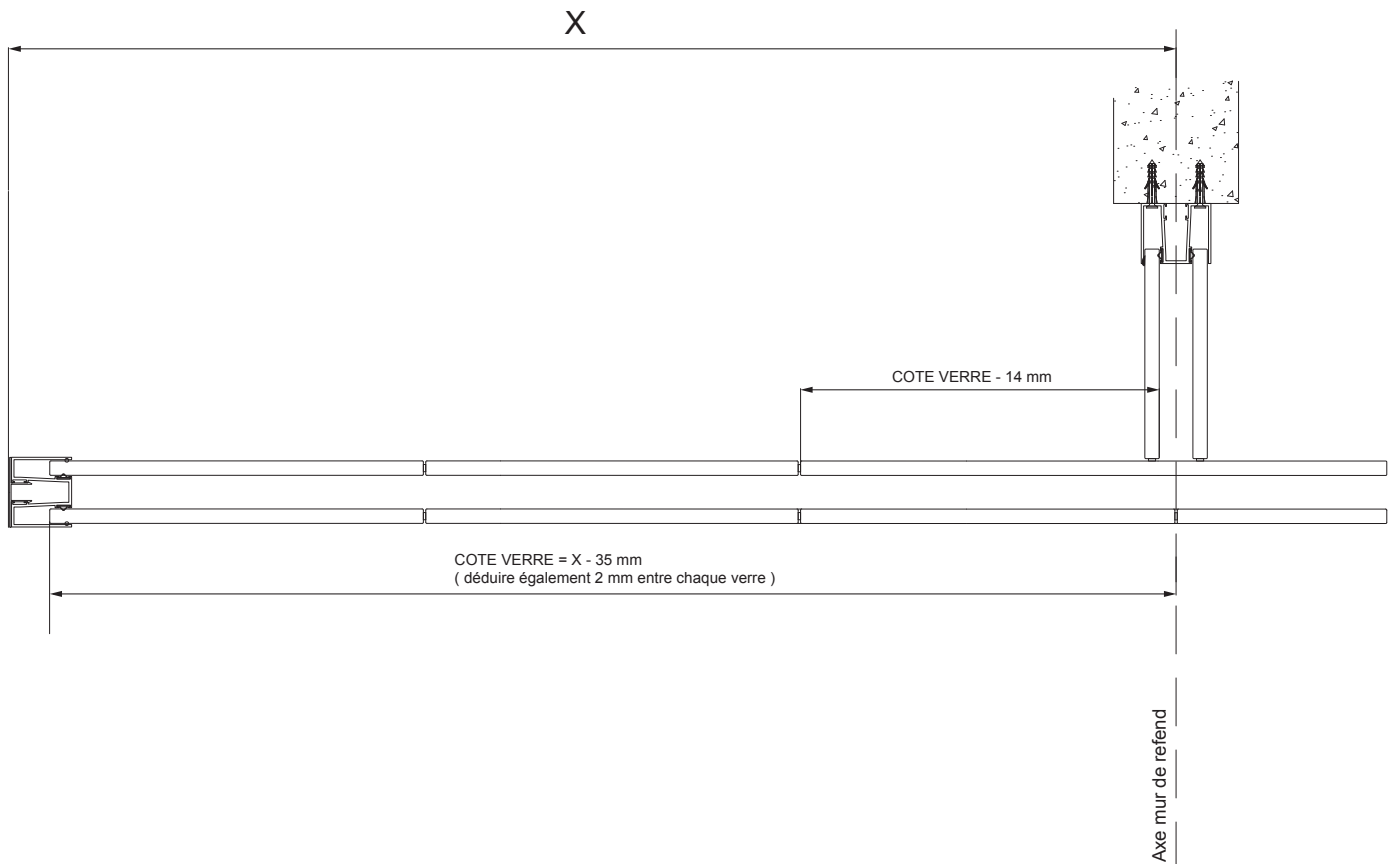 X
COTE VERRE - 14 mm
COTE VERRE = X - 35 mm
( déduire également 2 mm entre chaque verre )
Axe mur de refend